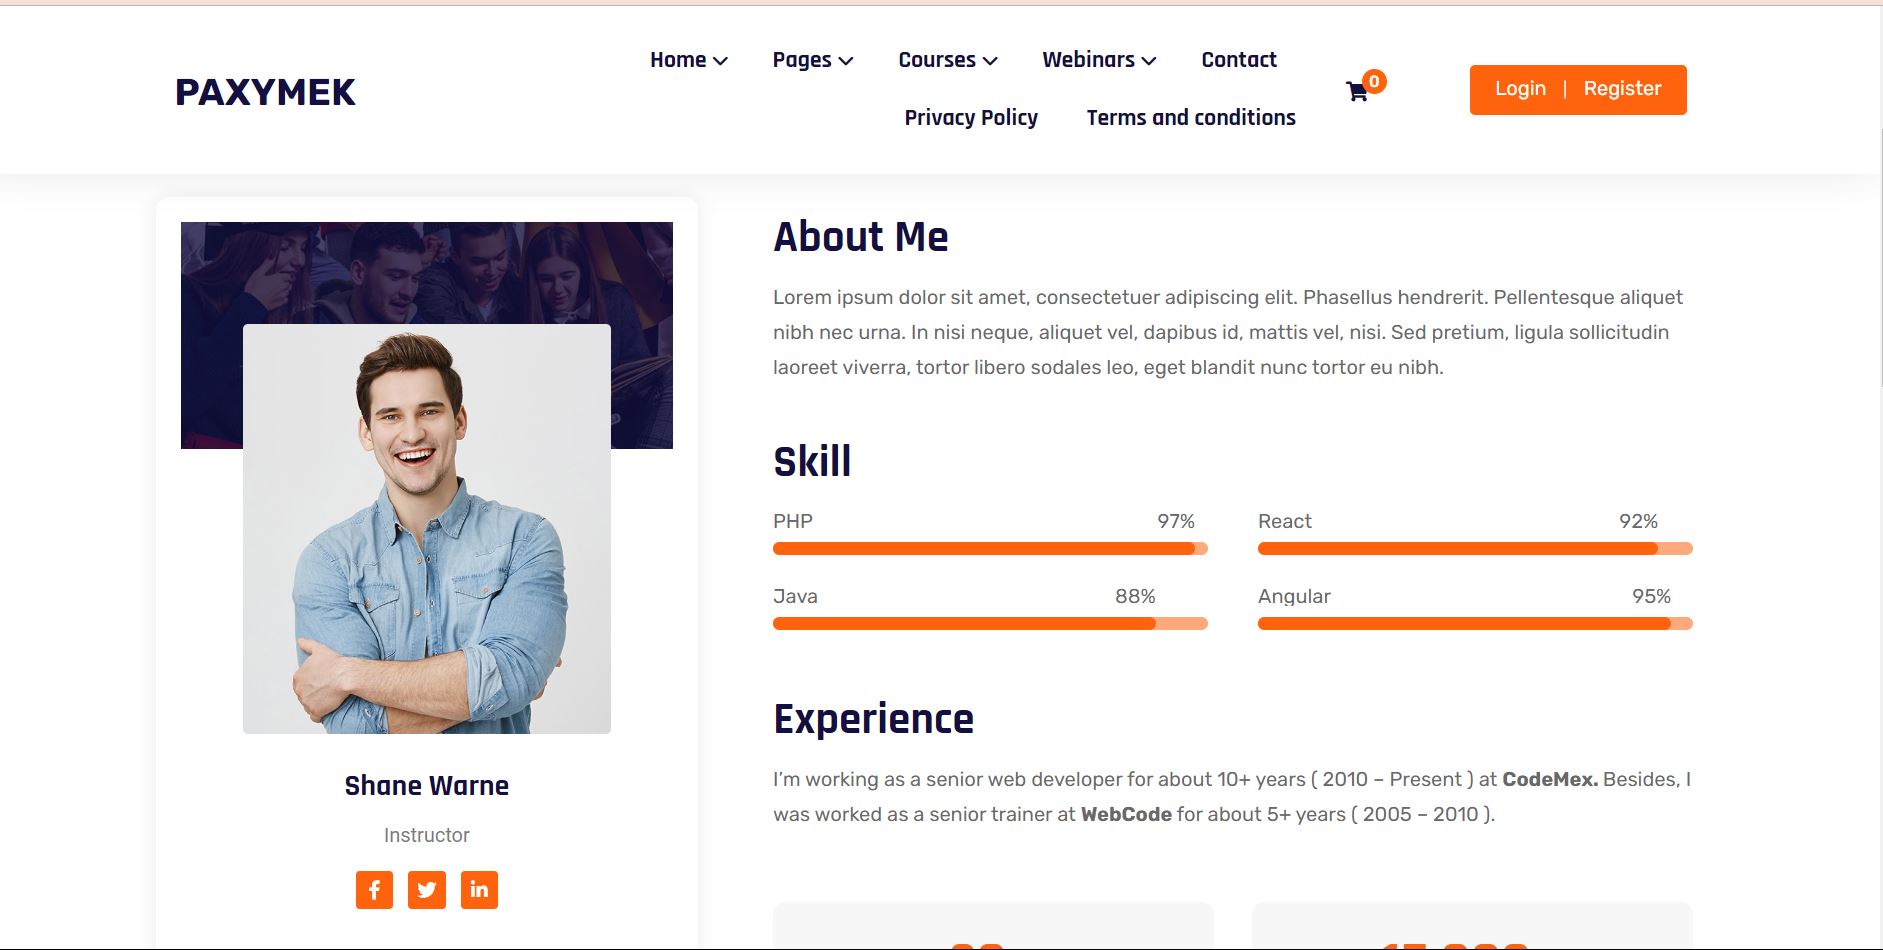 PAXYMEK
Home Pages Courses Webinars Contact
Privacy Policy Terms and conditions
0
Login | Register
Shane Warne
Instructor
About Me
Lorem ipsum dolor sit amet, consectetuer adipiscing elit. Phasellus hendrerit. Pellentesque aliquet
nibh nec urna. In nisi neque, aliquet vel, dapibus id, mattis vel, nisi. Sed pretium, ligula sollicitudin
laoreet viverra, tortor libero sodales leo, eget blandit nunc tortor eu nibh.
Skill
PHP 97%
React 92%
Java 88%
Angular 95%
Experience
I’m working as a senior web developer for about 10+ years ( 2010 – Present ) at CodeMex. Besides, I
was worked as a senior trainer at WebCode for about 5+ years ( 2005 – 2010 ).